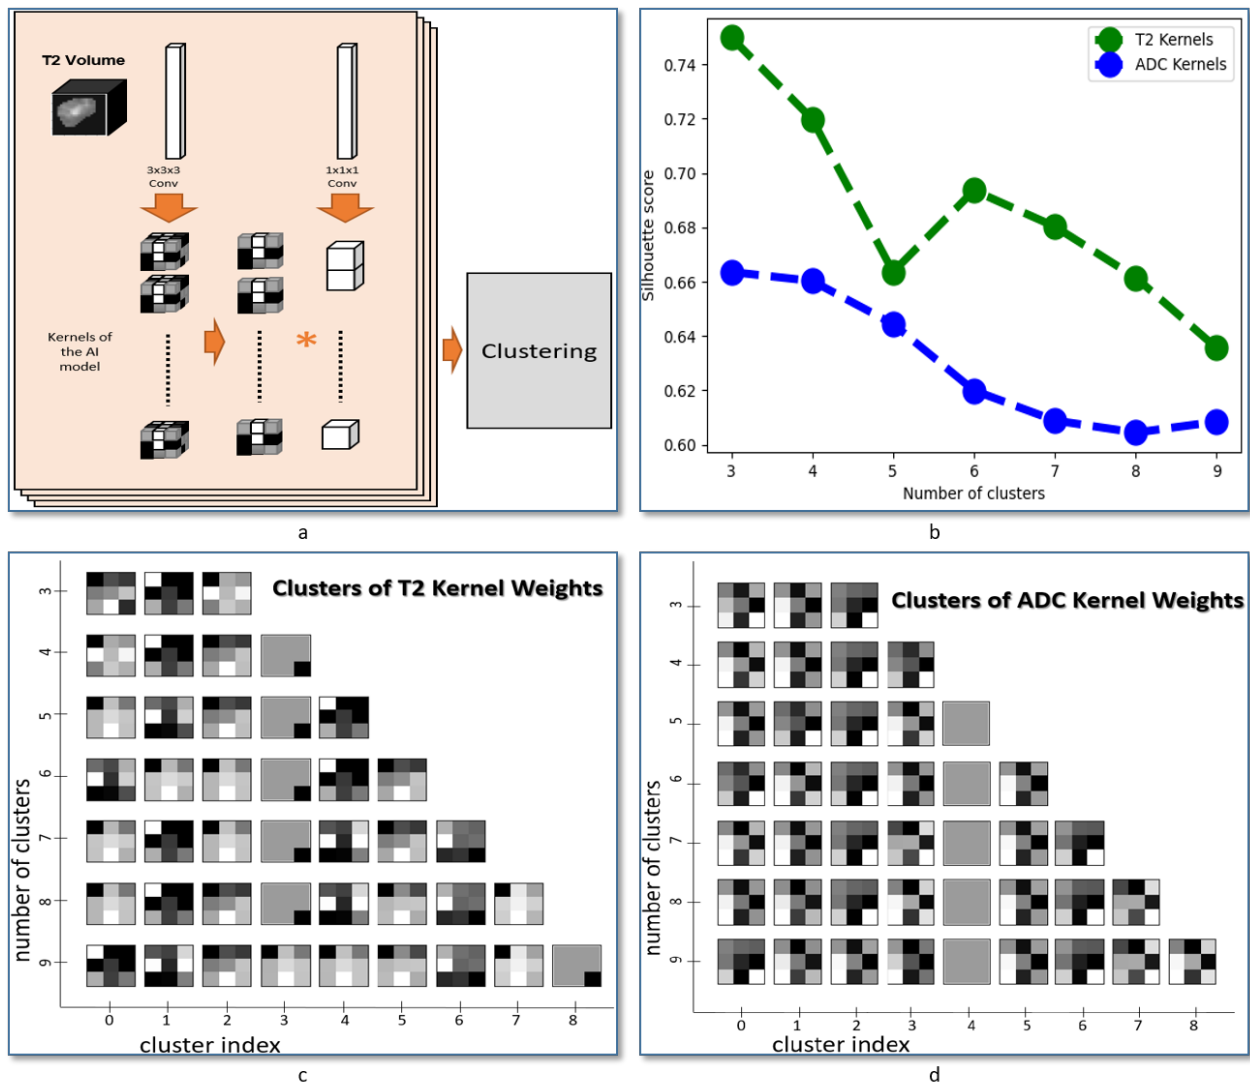 T2 Volume
3x3x3
Conv
1x1x1
Conv
Kernels of
the AI
model
*
Clustering
a
T2 Kernels
ADC Kernels
Silhouette score
0.74
0.72
0.70
0.68
0.66
0.64
0.62
0.60
3 4 5 6 7 8 9
Number of clusters
b
Clusters of T2 Kernel Weights
number of clusters
3
4
5
6
7
8
9
0 1 2 3 4 5 6 7 8
cluster index
c
Clusters of ADC Kernel Weights
number of clusters
3
4
5
6
7
8
9
0 1 2 3 4 5 6 7 8
cluster index
d